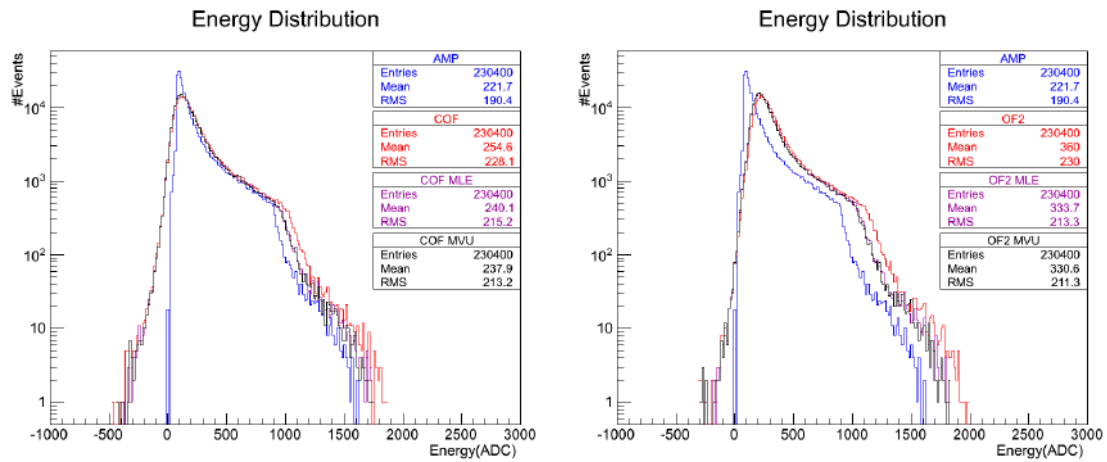 Energy Distribution
#Events
10⁴
10³
10²
10
1
-1000 -500 0 500 1000 1500 2000 2500 3000
Energy(ADC)
AMP
Entries 230400
Mean 221.7
RMS 190.4
COF
Entries 230400
Mean 254.6
RMS 228.1
COF MLE
Entries 230400
Mean 240.1
RMS 215.2
COF MVU
Entries 230400
Mean 237.9
RMS 213.2
Energy Distribution
#Events
10⁴
10³
10²
10
1
-1000 -500 0 500 1000 1500 2000 2500 3000
Energy(ADC)
AMP
Entries 230400
Mean 221.7
RMS 190.4
OF2
Entries 230400
Mean 360
RMS 230
OF2 MLE
Entries 230400
Mean 333.7
RMS 213.3
OF2 MVU
Entries 230400
Mean 330.6
RMS 211.3